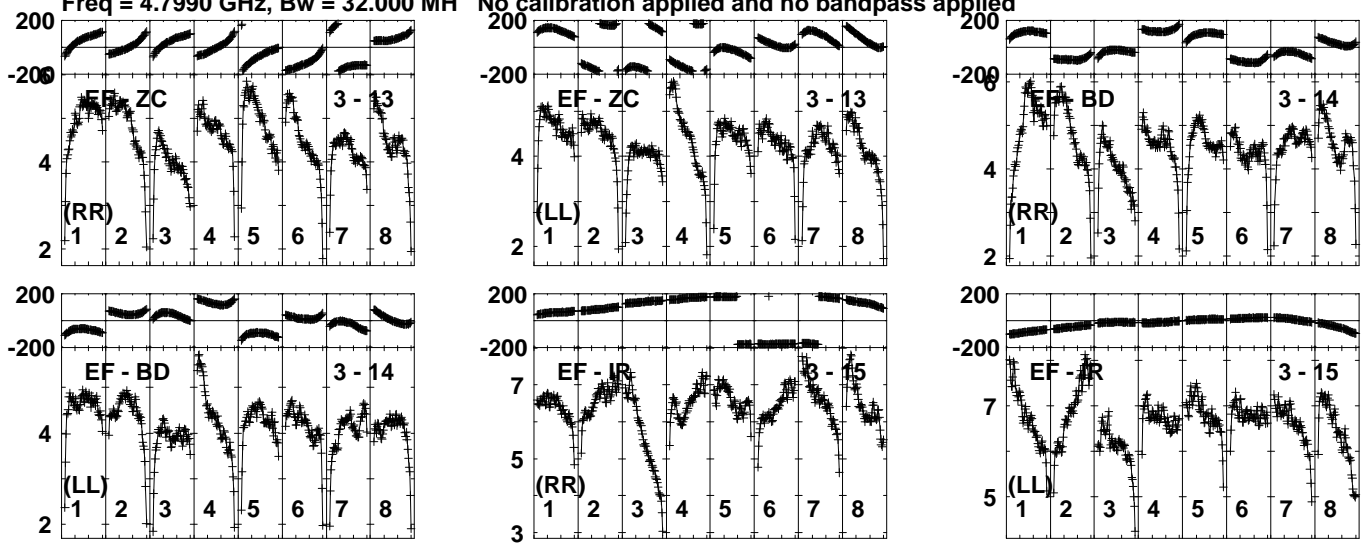 Freq = 4.7990 GHz, Bw = 32.000 MH No calibration applied and no bandpass applied
200 200 200
-200 -200 -200
6 6
EF - ZC 3 - 13 EF - ZC 3 - 13 EF - BD 3 - 14
4 4 4
(RR) (LL) (RR)
1 2 3 4 5 6 7 8 1 2 3 4 5 6 7 8 1 2 3 4 5 6 7 8
2 2 2
200 200 200
-200 -200 -200
EF - BD 3 - 14 EF - IR 3 - 15 EF - IR 3 - 15
7 7
4 5
(LL) (RR) (LL) 5
1 2 3 4 5 6 7 8 1 2 3 4 5 6 7 8 1 2 3 4 5 6 7 8
2 3